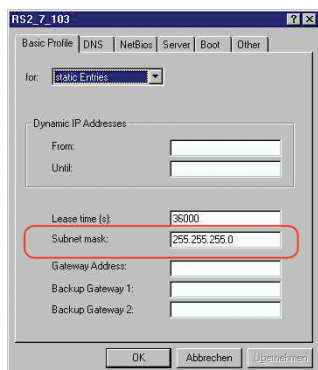 RS2_7_103
Basic Profile DNS NetBios Server Boot Other
for: static Entries
Dynamic IP Addresses
From:
Until:
Lease time (s): 36000
Subnet mask: 255.255.255.0
Gateway Address:
Backup Gateway 1:
Backup Gateway 2:
OK Abbrechen Übernehmen